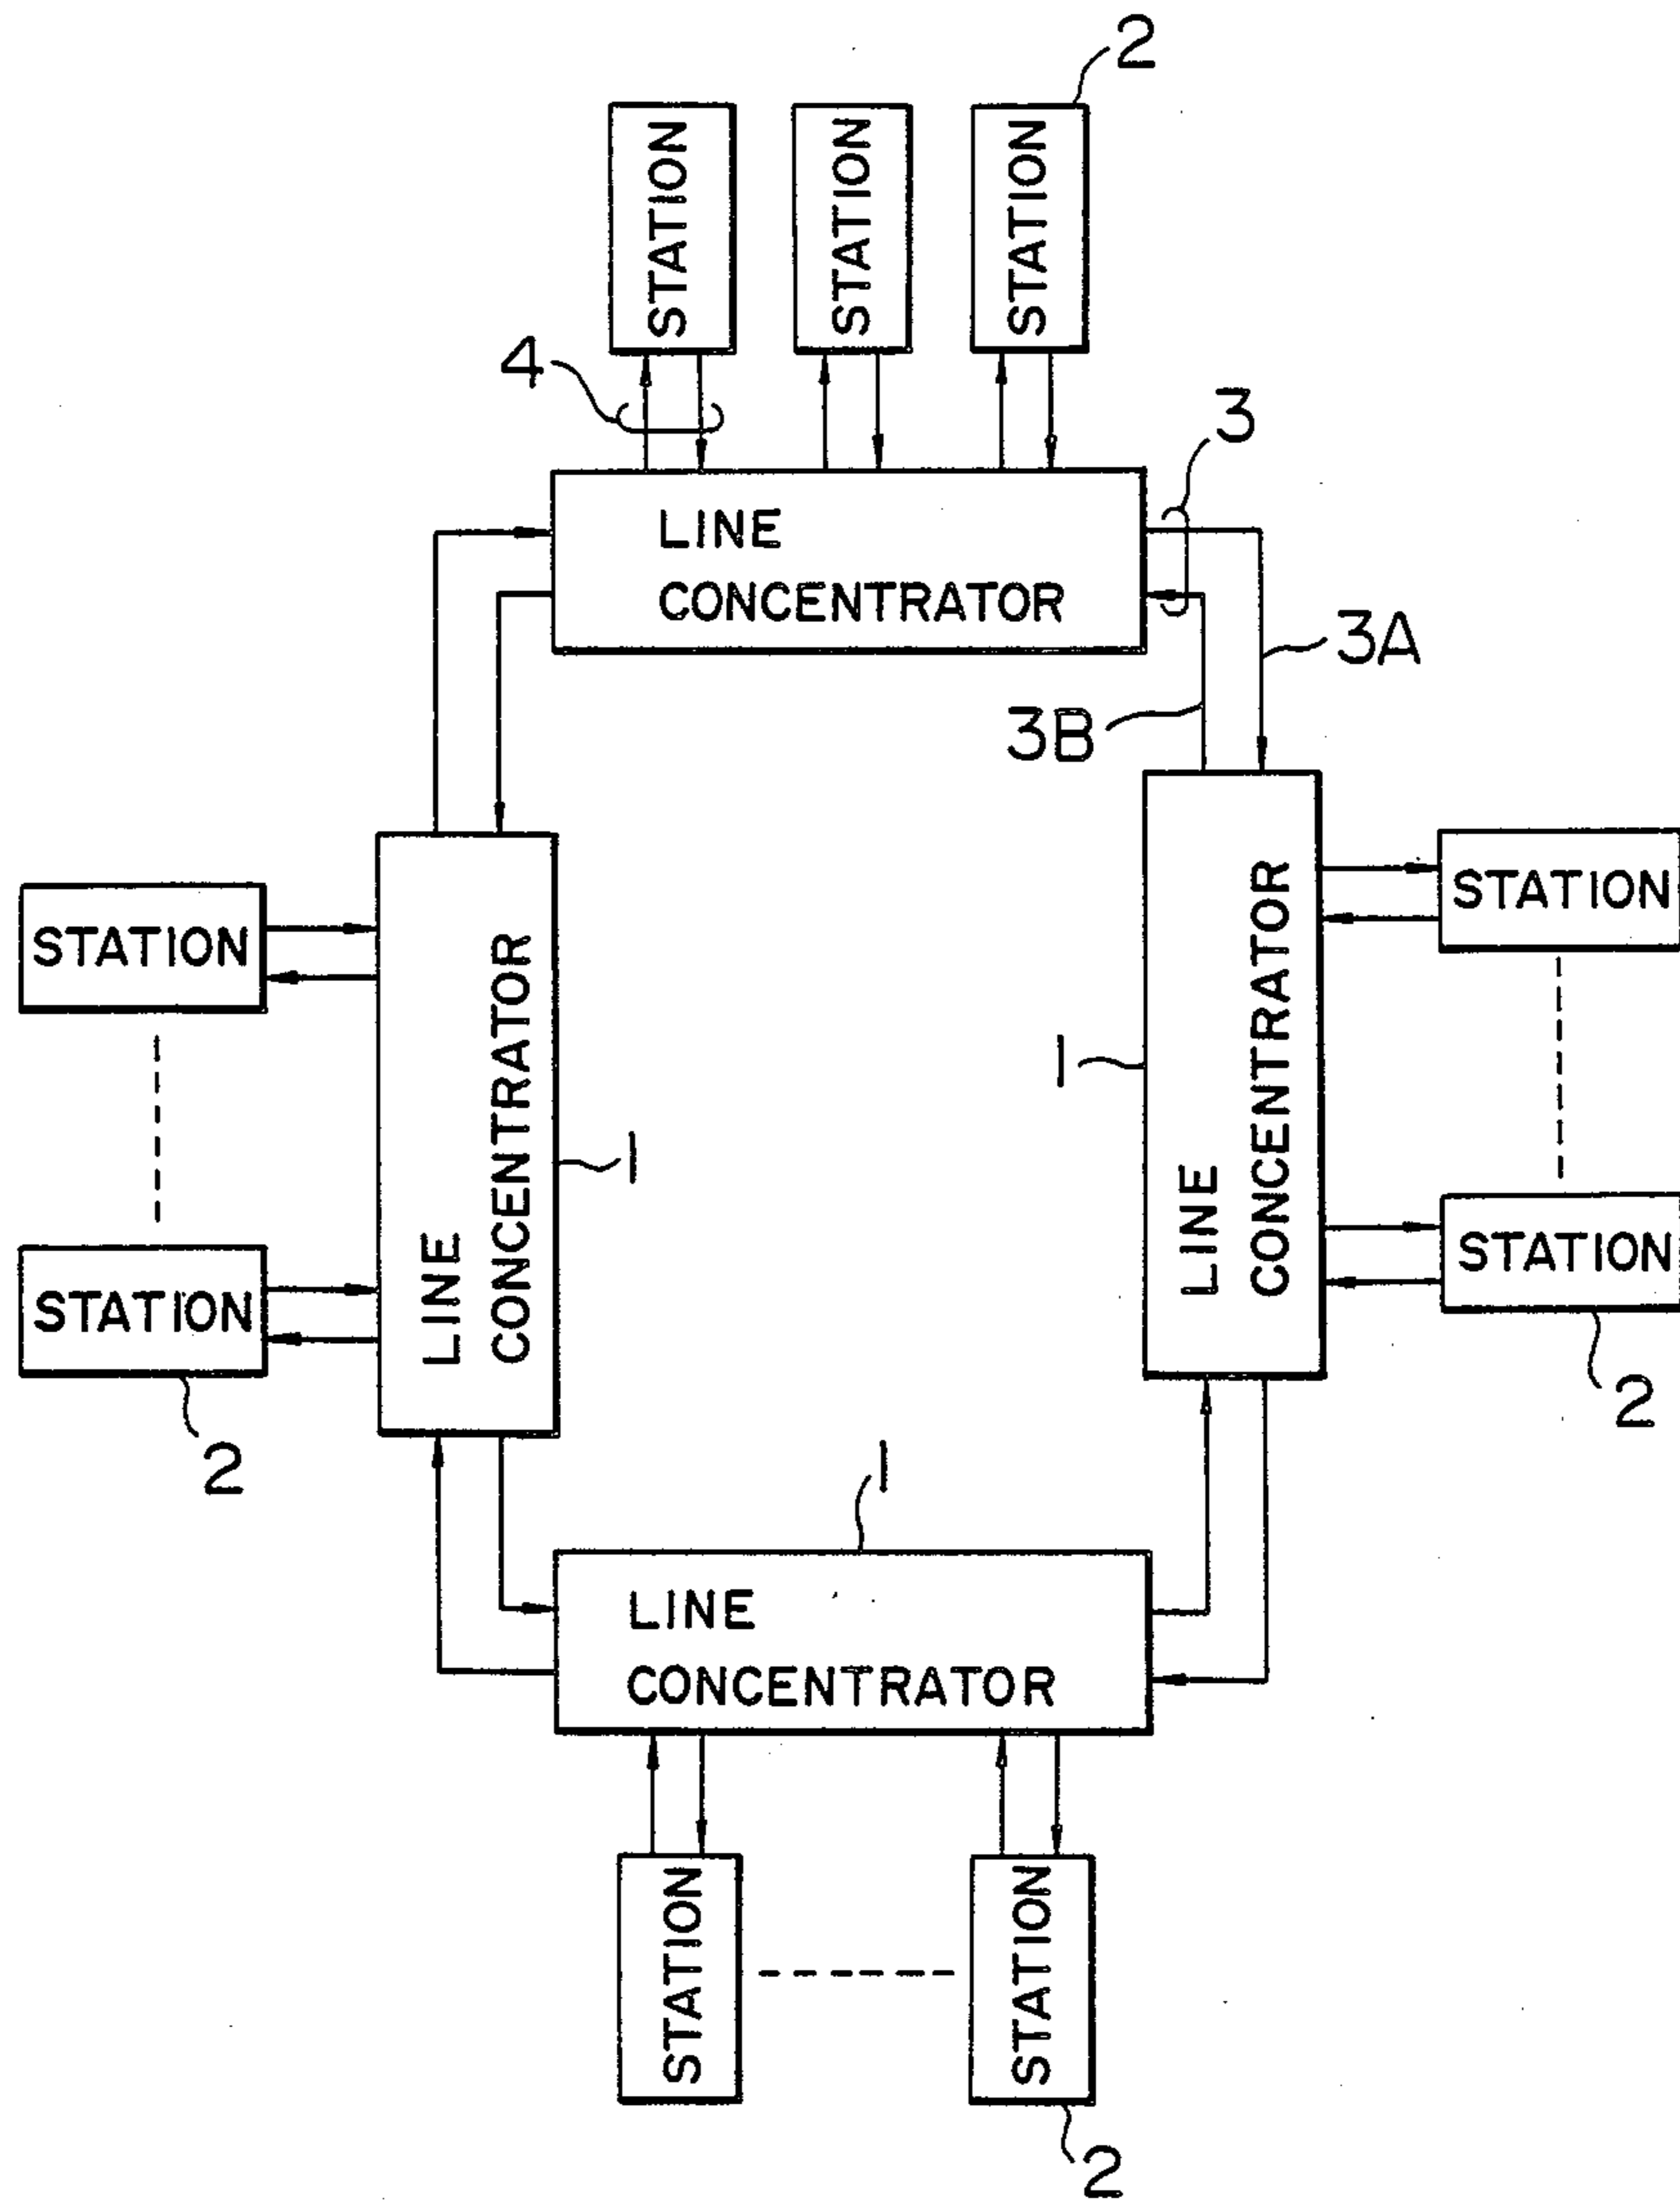 2
STATION
STATION
STATION
4
3
LINE
CONCENTRATOR
3A
3B
STATION
STATION
LINE
CONCENTRATOR
1
1
LINE
CONCENTRATOR
STATION
STATION
2
2
1
LINE
CONCENTRATOR
STATION
STATION
2